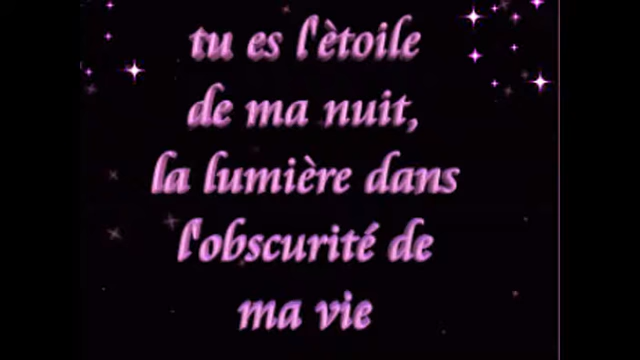 tu es l'ètoile
de ma nuit,
la lumière dans
l'obscurité de
ma vie